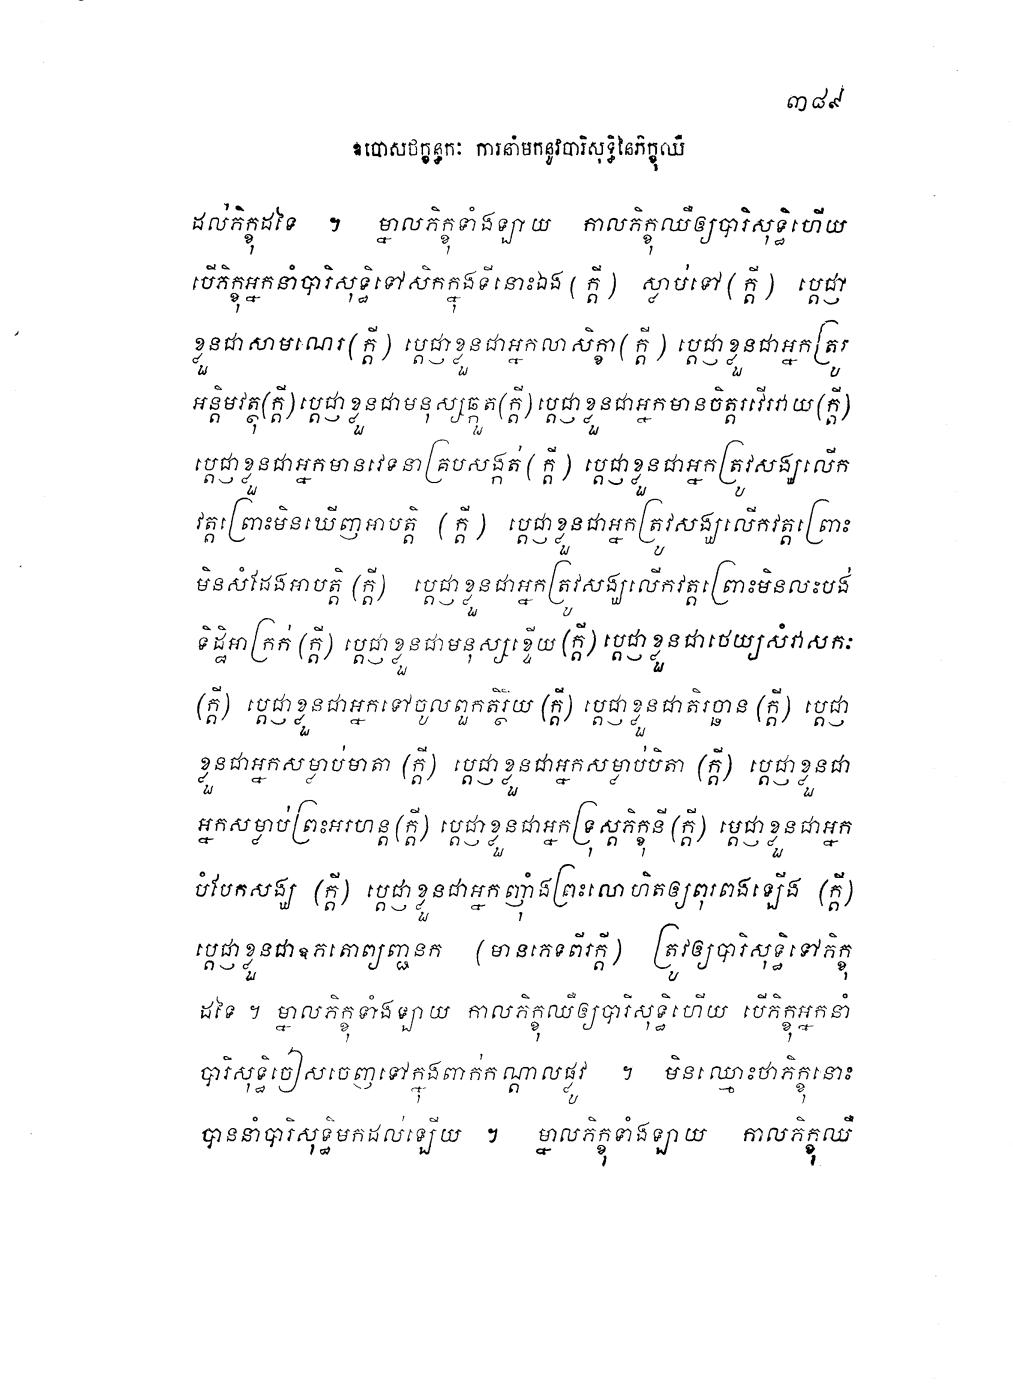 ៣៨៩
ឧបោសថក្ខន្ធកៈ ការនាំមកនូវបារិសុទ្ធិនៃភិក្ខុឈឺ
ដល់ភិក្ខុដទៃ ។ ម្នាលភិក្ខុទាំងឡាយ កាលភិក្ខុឈឺឲ្យបារិសុទ្ធិហើយ
បើភិក្ខុអ្នកនាំបារិសុទ្ធិទៅសឹកក្នុងទីនោះឯង (ក្តី) ស្លាប់ទៅ (ក្តី) ប្តេជ្ញា
ខ្លួនជាសាមណេរ (ក្តី) ប្តេជ្ញាខ្លួនជាអ្នកលាសិក្ខា (ក្តី) ប្តេជ្ញាខ្លួនជាអ្នកត្រូវ
អន្តិមវត្ថុ (ក្តី) ប្តេជ្ញាខ្លួនជាមនុស្សឆ្កួត (ក្តី) ប្តេជ្ញាខ្លួនជាអ្នកមានចិត្តរវើរវាយ (ក្តី)
ប្តេជ្ញាខ្លួនជាអ្នកមានវេទនាគ្របសង្កត់ (ក្តី) ប្តេជ្ញាខ្លួនជាអ្នកត្រូវសង្ឃលើក
វត្តព្រោះមិនឃើញអាបត្តិ (ក្តី) ប្តេជ្ញាខ្លួនជាអ្នកត្រូវសង្ឃលើកវត្តព្រោះ
មិនសំដែងអាបត្តិ (ក្តី) ប្តេជ្ញាខ្លួនជាអ្នកត្រូវសង្ឃលើកវត្តព្រោះមិនលះបង់
ទិដ្ឋិអាក្រក់ (ក្តី) ប្តេជ្ញាខ្លួនជាមនុស្សខ្ទើយ (ក្តី) ប្តេជ្ញាខ្លួនជាថេយ្យសំវាសកៈ
(ក្តី) ប្តេជ្ញាខ្លួនជាអ្នកទៅចូលពួកតិរ្ថិយ (ក្តី) ប្តេជ្ញាខ្លួនជាតិរច្ឆាន (ក្តី) ប្តេជ្ញា
ខ្លួនជាអ្នកសម្លាប់មាតា (ក្តី) ប្តេជ្ញាខ្លួនជាអ្នកសម្លាប់បិតា (ក្តី) ប្តេជ្ញាខ្លួនជា
អ្នកសម្លាប់ព្រះអរហន្ត (ក្តី) ប្តេជ្ញាខ្លួនជាអ្នកទ្រុស្តភិក្ខុនី (ក្តី) ប្តេជ្ញាខ្លួនជាអ្នក
បំបែកសង្ឃ (ក្តី) ប្តេជ្ញាខ្លួនជាអ្នកញ៉ាំងព្រះលោហិតឲ្យពុរពងឡើង (ក្តី)
ប្តេជ្ញាខ្លួនជាឧភតោព្យញ្ជនក (មានភេទពីរក្តី) ត្រូវឲ្យបារិសុទ្ធិទៅភិក្ខុ
ដទៃ ។ ម្នាលភិក្ខុទាំងឡាយ កាលភិក្ខុឈឺឲ្យបារិសុទ្ធិហើយ បើភិក្ខុអ្នកនាំ
បារិសុទ្ធិចៀសចេញទៅក្នុងពាក់កណ្តាលផ្លូវ ។ មិនឈ្មោះថាភិក្ខុនោះ
បាននាំបារិសុទ្ធិមកដល់ឡើយ ។ ម្នាលភិក្ខុទាំងឡាយ កាលភិក្ខុឈឺ